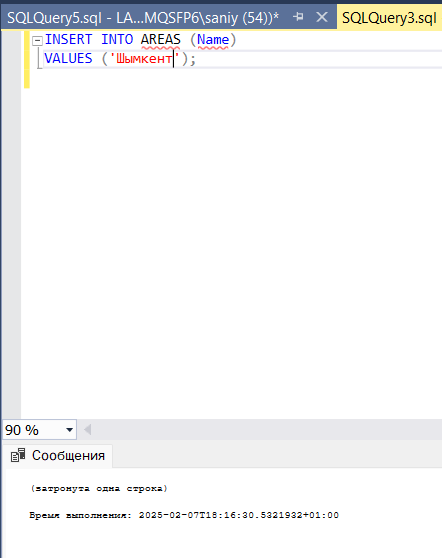 SQLQuery5.sql - LA...MQSFP6\saniy (54))* SQLQuery3.sql
INSERT INTO AREAS (Name)
VALUES ('Шымкент');
90 %
Сообщения
(затронута одна строка)
Время выполнения: 2025-02-07T18:16:30.5321932+01:00